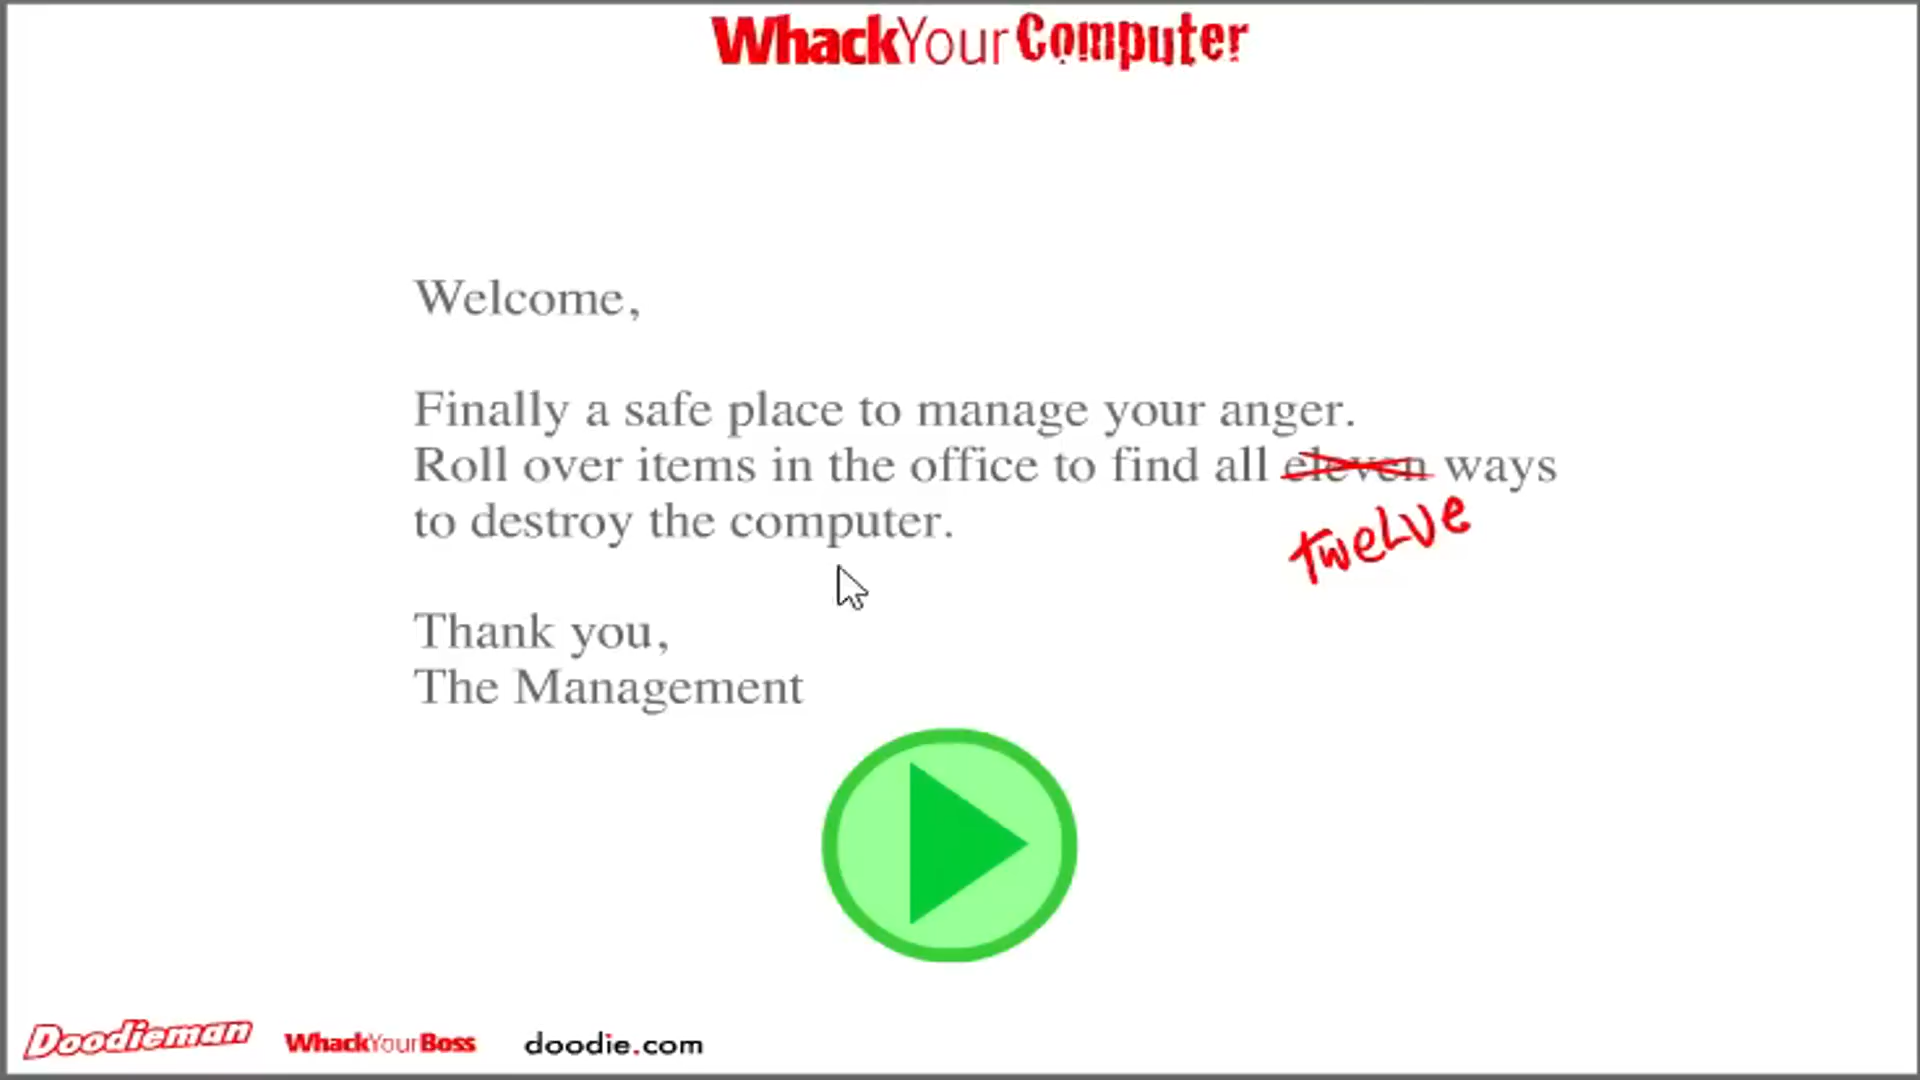 WhackYourComputer
Welcome,
Finally a safe place to manage your anger.
Roll over items in the office to find all eleven ways
twelve
to destroy the computer.
Thank you,
The Management
Doodieman WhackYourBoss doodie.com